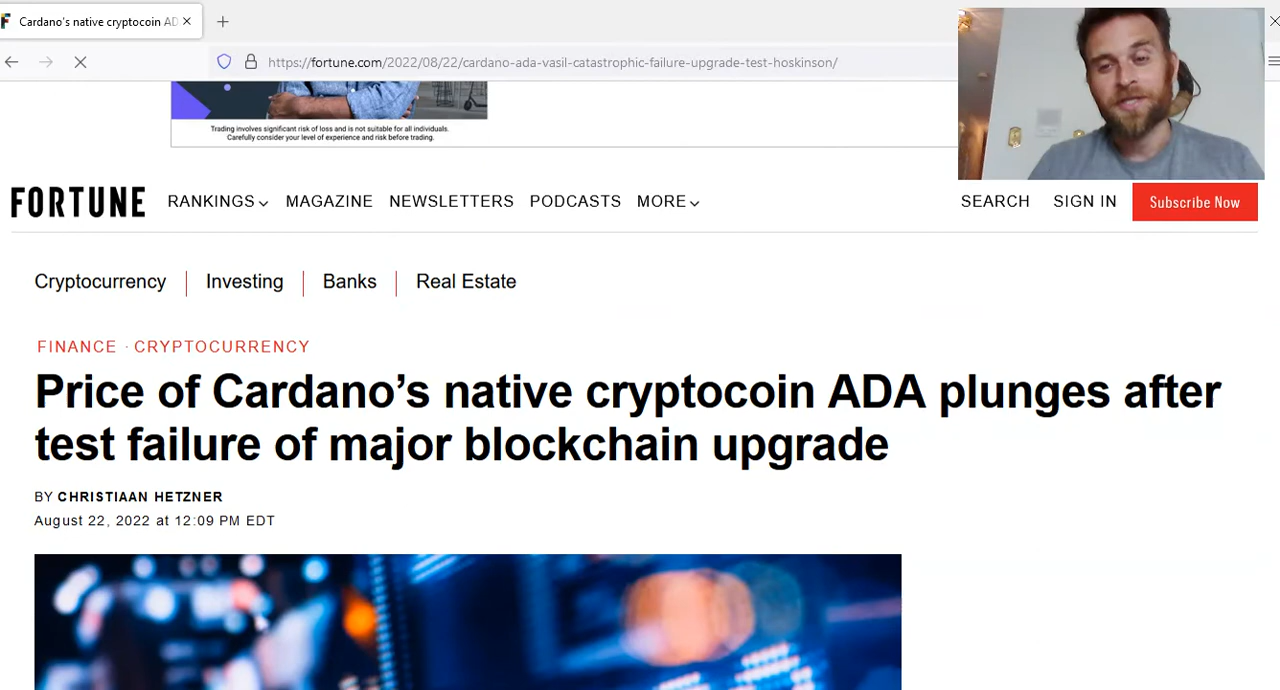 Cardano's native cryptocoin AD
https://fortune.com/2022/08/22/cardano-ada-vasil-catastrophic-failure-upgrade-test-hoskinson/
Trading involves significant risk of loss and is not suitable for all individuals.
Carefully consider your level of experience and risk before trading.
FORTUNE RANKINGS MAGAZINE NEWSLETTERS PODCASTS MORE SEARCH SIGN IN Subscribe Now
Cryptocurrency Investing Banks Real Estate
FINANCE · CRYPTOCURRENCY
Price of Cardano’s native cryptocoin ADA plunges after
test failure of major blockchain upgrade
BY CHRISTIAAN HETZNER
August 22, 2022 at 12:09 PM EDT